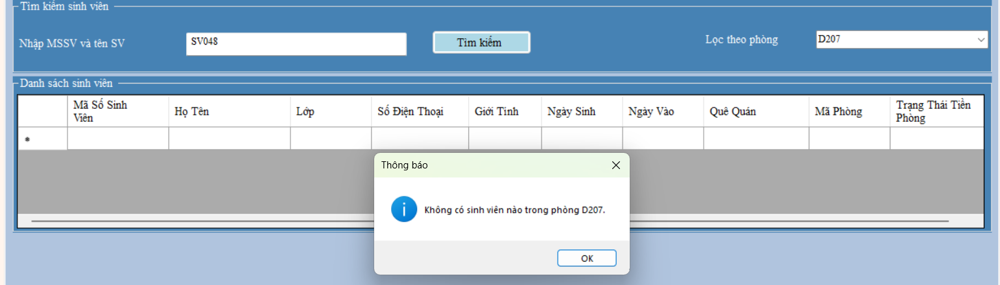 Tìm kiếm sinh viên
Nhập MSSV và tên SV
SV048
Tìm kiếm
Lọc theo phòng
D207
Danh sách sinh viên
Mã Số Sinh
Viên
Họ Tên
Lớp
Số Điện Thoại
Giới Tính
Ngày Sinh
Ngày Vào
Quê Quán
Mã Phòng
Trạng Thái Tiền
Phòng
*
Thông báo
Không có sinh viên nào trong phòng D207.
OK